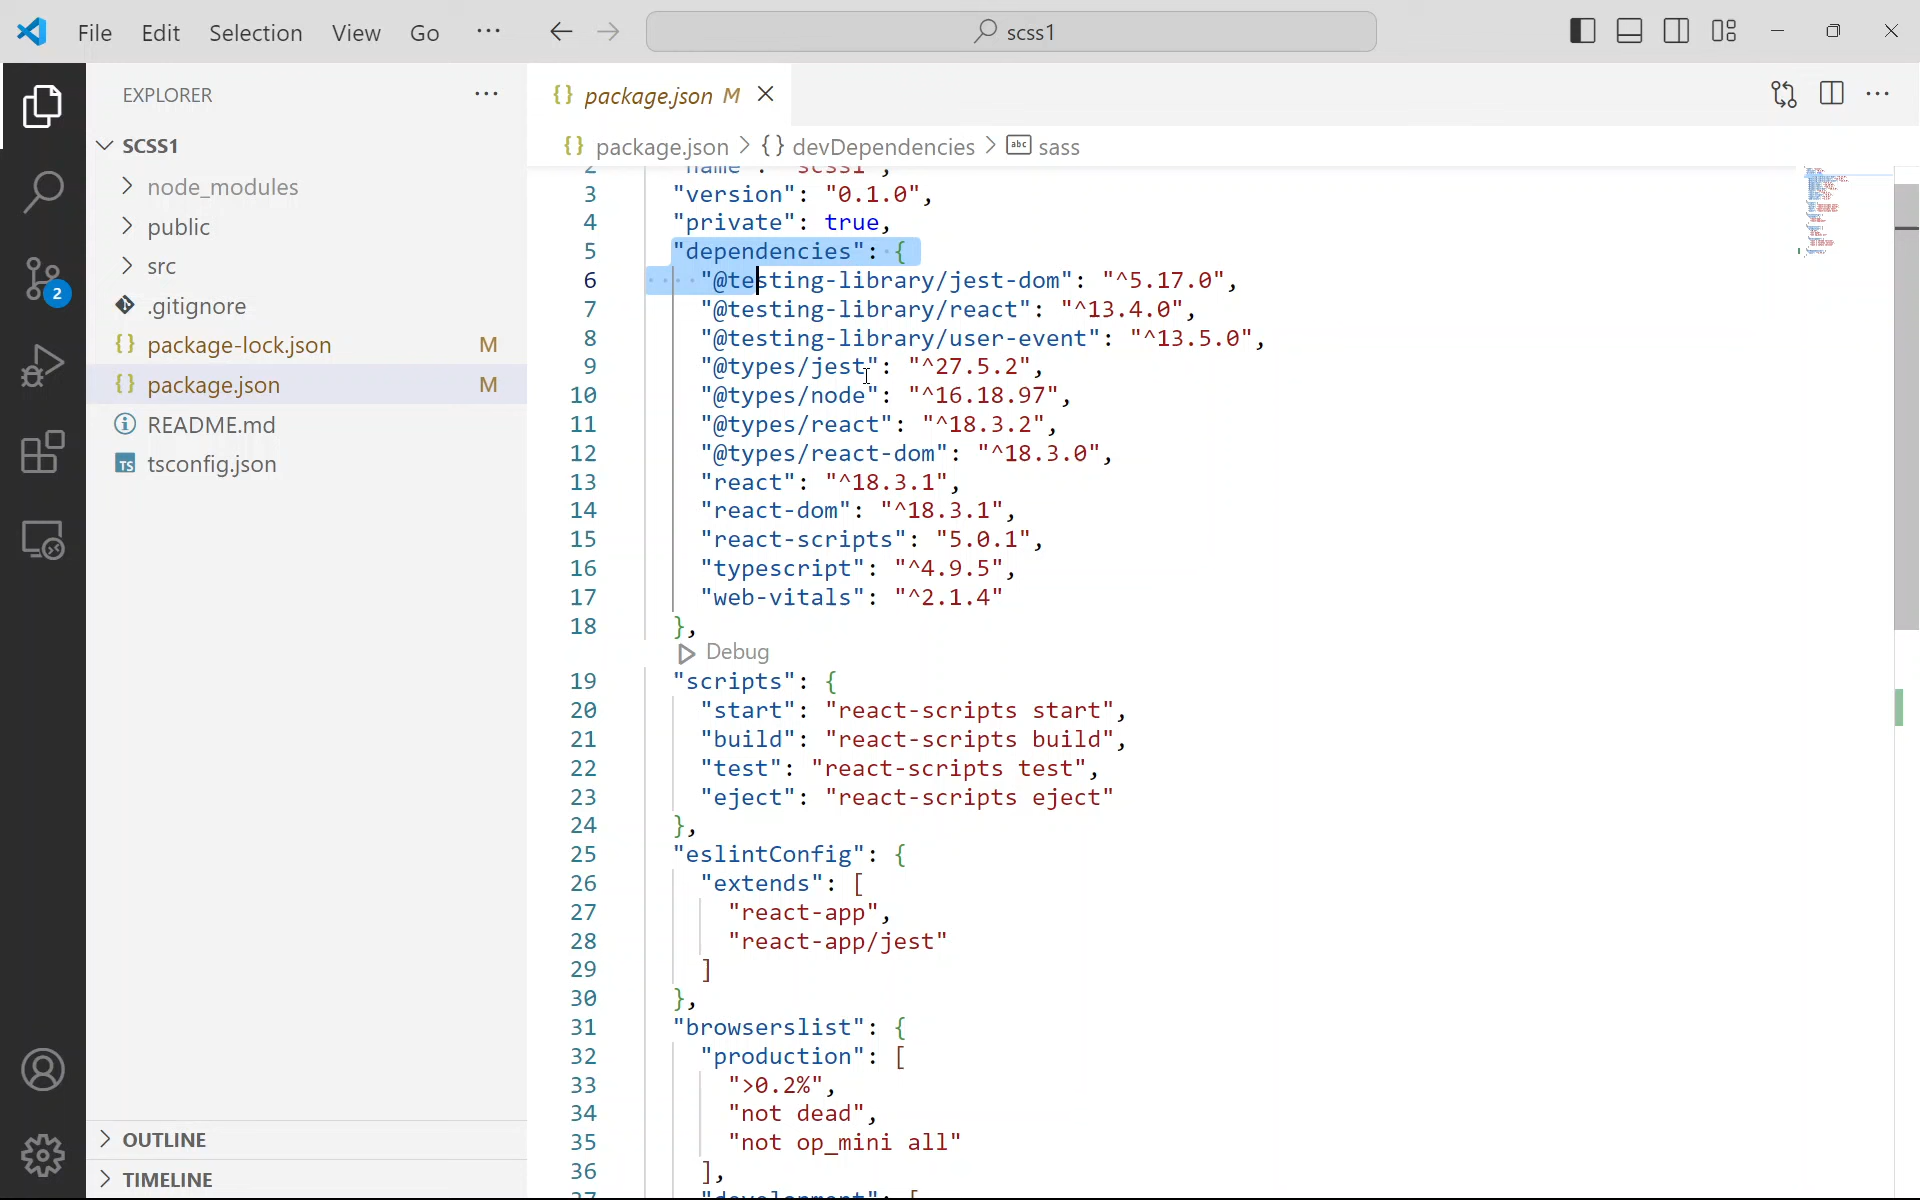 File Edit Selection View Go ··· scss1
EXPLORER ···
SCSS1
node_modules
public
src
.gitignore
package-lock.json M
package.json M
README.md
TS tsconfig.json
OUTLINE
TIMELINE
2
package.json M
package.json > {} devDependencies > abc sass
2 "name": "scss1",
3 "version": "0.1.0",
4 "private": true,
5 "dependencies": {
6 "@testing-library/jest-dom": "^5.17.0",
7 "@testing-library/react": "^13.4.0",
8 "@testing-library/user-event": "^13.5.0",
9 "@types/jest": "^27.5.2",
10 "@types/node": "^16.18.97",
11 "@types/react": "^18.3.2",
12 "@types/react-dom": "^18.3.0",
13 "react": "^18.3.1",
14 "react-dom": "^18.3.1",
15 "react-scripts": "5.0.1",
16 "typescript": "^4.9.5",
17 "web-vitals": "^2.1.4"
18 },
Debug
19 "scripts": {
20 "start": "react-scripts start",
21 "build": "react-scripts build",
22 "test": "react-scripts test",
23 "eject": "react-scripts eject"
24 },
25 "eslintConfig": {
26 "extends": [
27 "react-app",
28 "react-app/jest"
29 ]
30 },
31 "browserslist": {
32 "production": [
33 ">0.2%",
34 "not dead",
35 "not op_mini all"
36 ],
37 "development": [